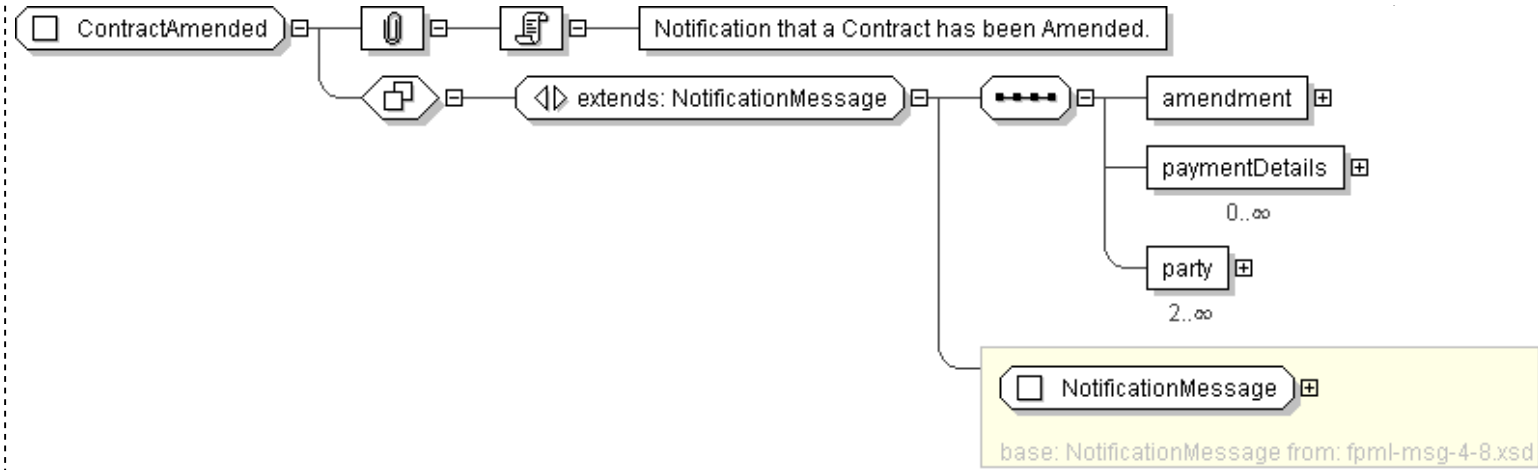 ContractAmended
Notification that a Contract has been Amended.
extends: NotificationMessage
amendment
paymentDetails
0..∞
party
2..∞
NotificationMessage
base: NotificationMessage from: fpml-msg-4-8.xsd